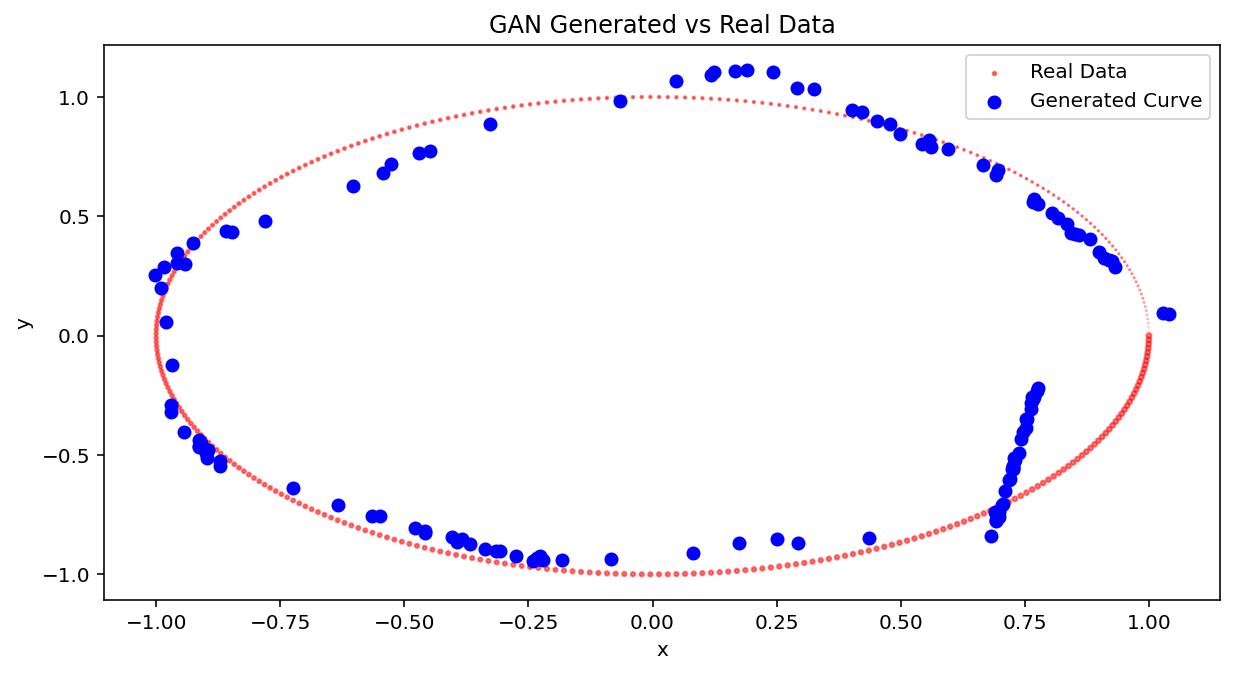 GAN Generated vs Real Data
Real Data
Generated Curve
y
1.0
0.5
0.0
−0.5
−1.0
−1.00 −0.75 −0.50 −0.25 0.00 0.25 0.50 0.75 1.00
x